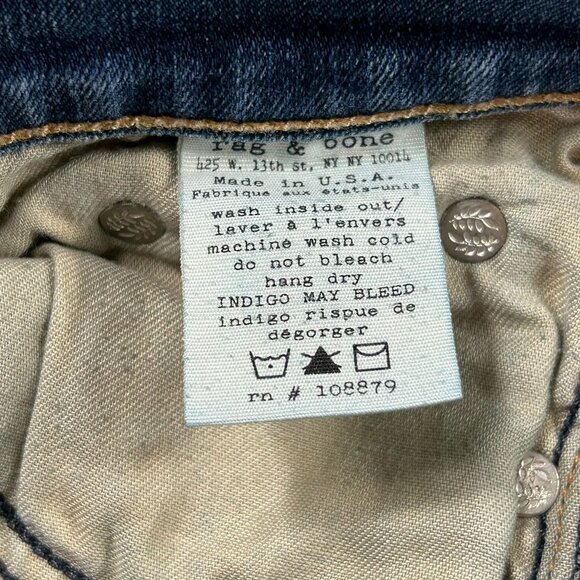 rag & bone
425 W. 13th st, NY NY 10014
Made in U.S.A.
Fabrique aux états-unis
wash inside out/
laver à l'envers
machine wash cold
do not bleach
hang dry
INDIGO MAY BLEED
indigo rispue de
dégorger
rn # 108879